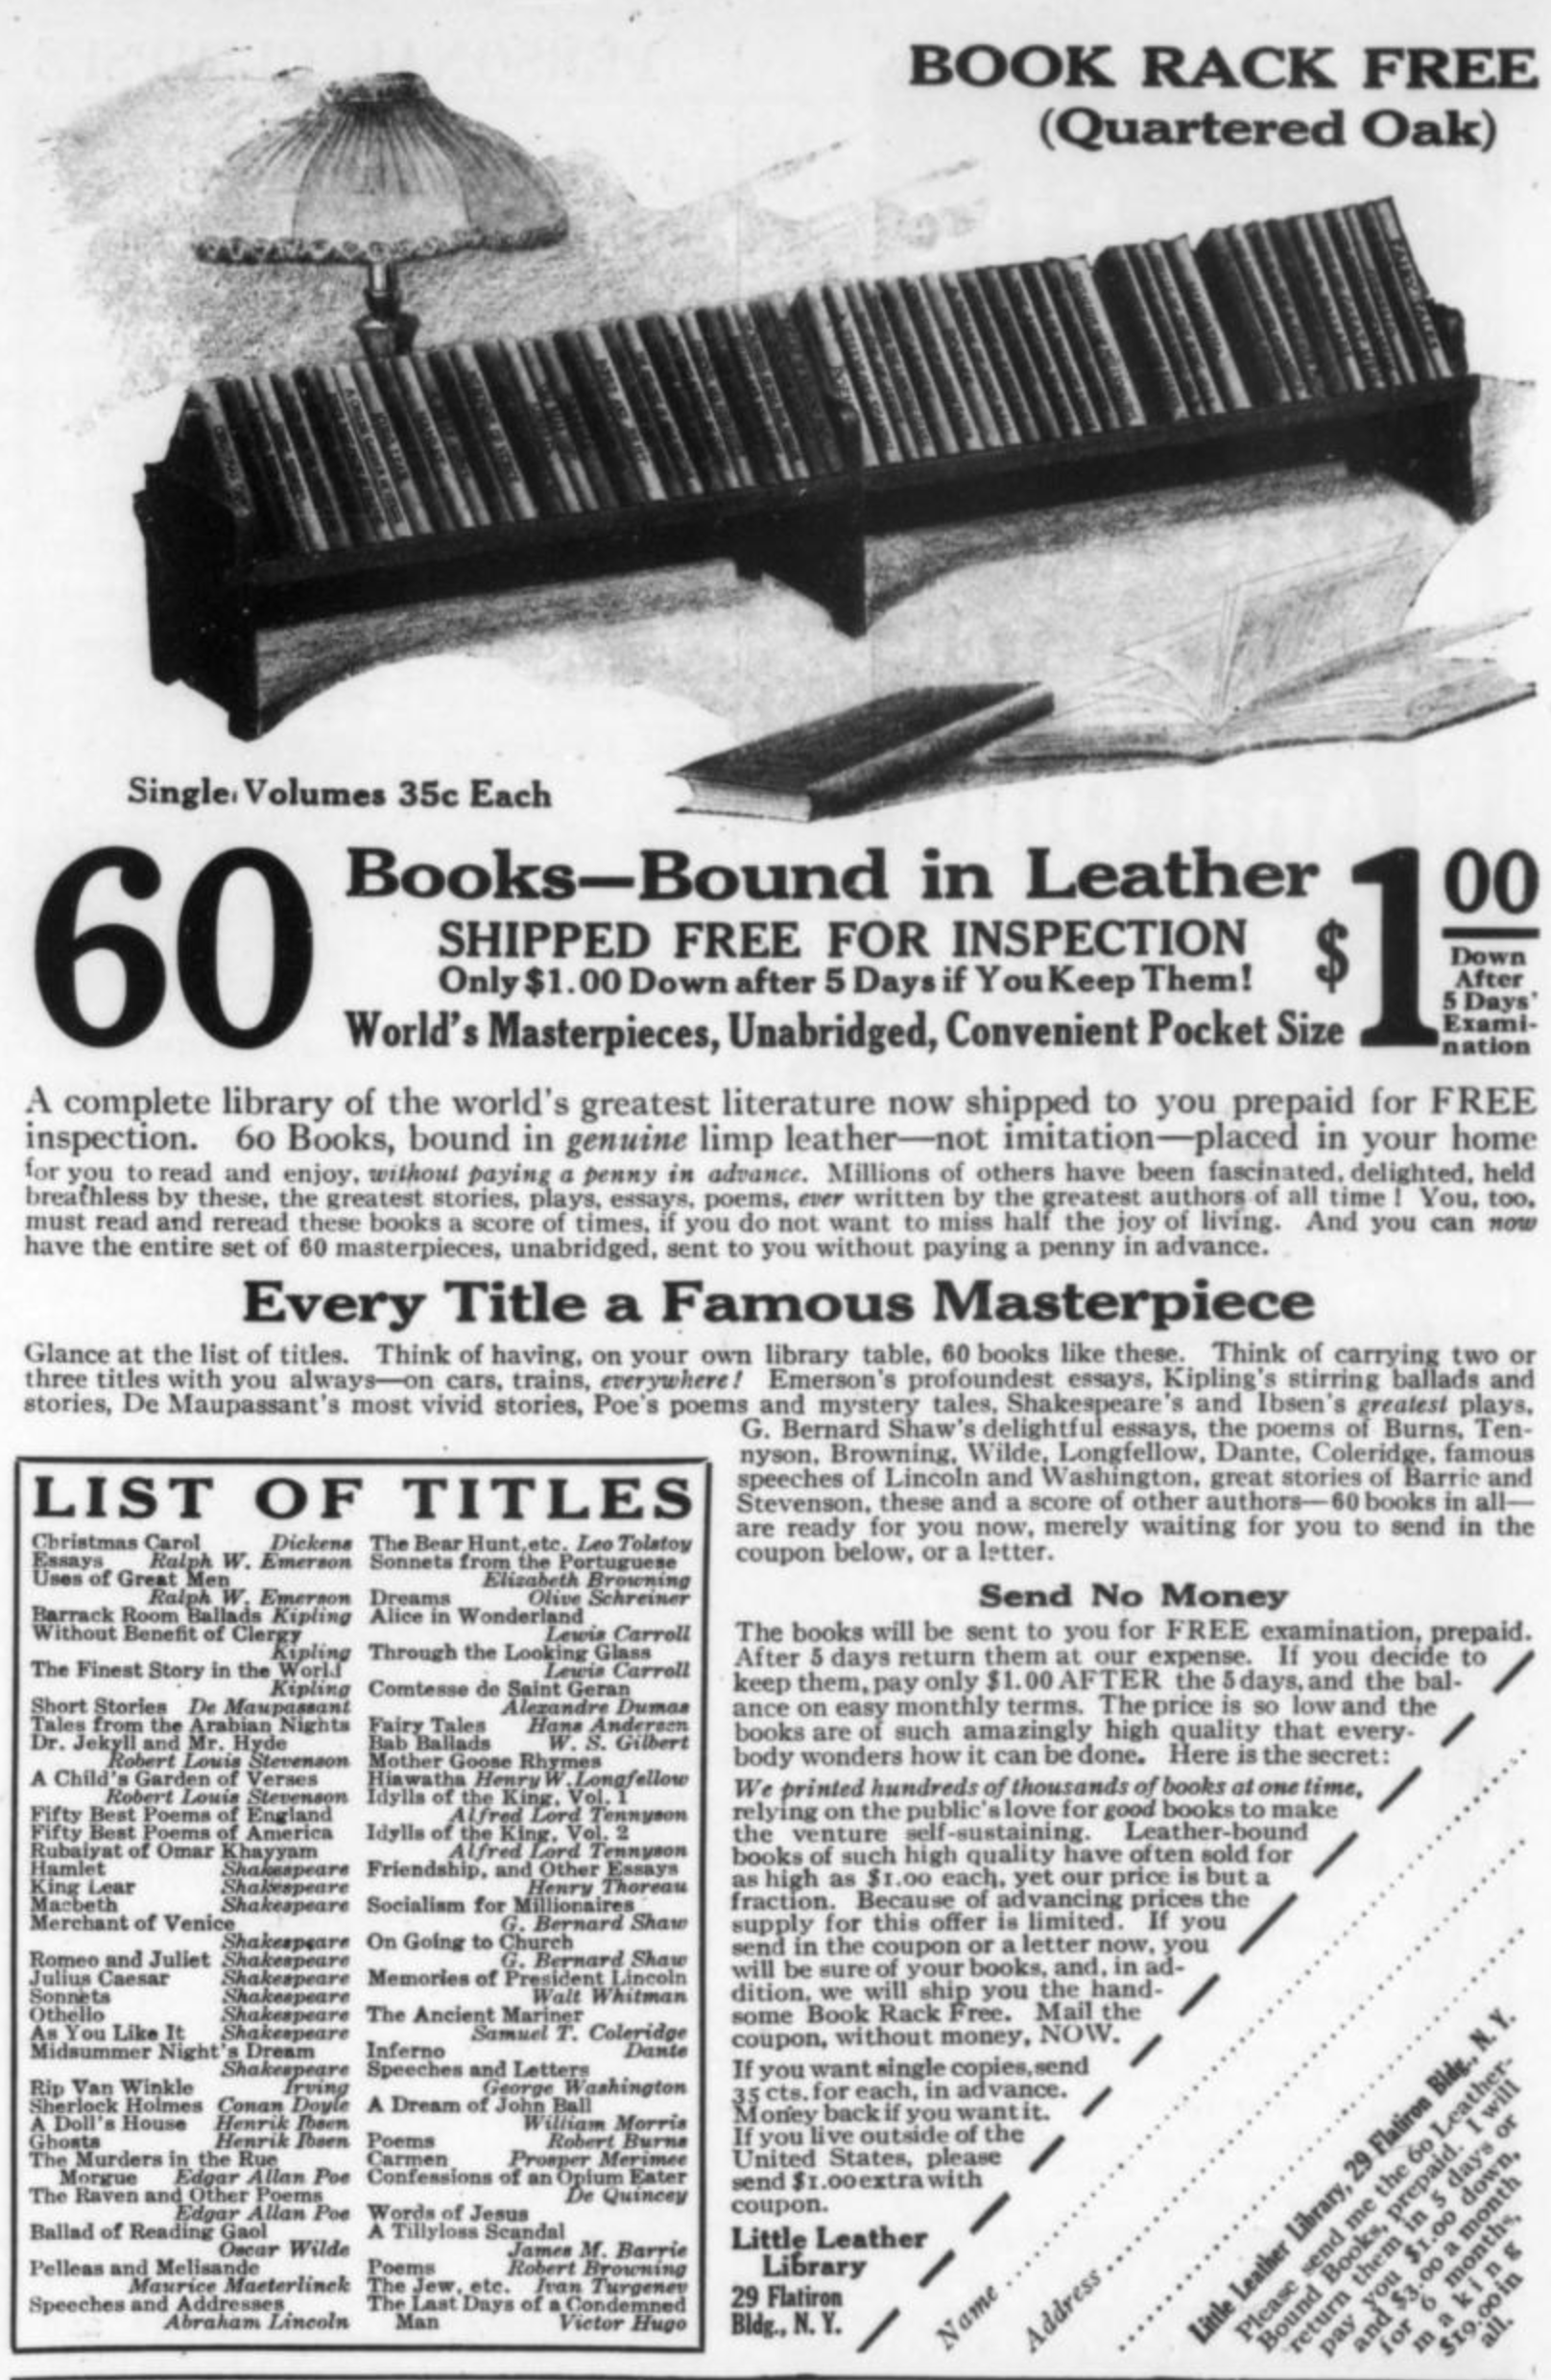 BOOK RACK FREE
(Quartered Oak)
Single Volumes 35c Each
60
Books—Bound in Leather
SHIPPED FREE FOR INSPECTION
Only $1.00 Down after 5 Days if You Keep Them!
World's Masterpieces, Unabridged, Convenient Pocket Size
$1 00
Down
After
5 Days'
Exami-
nation
A complete library of the world's greatest literature now shipped to you prepaid for FREE
inspection. 60 Books, bound in genuine limp leather—not imitation—placed in your home
for you to read and enjoy, without paying a penny in advance. Millions of others have been fascinated, delighted, held
breathless by these, the greatest stories, plays, essays, poems, ever written by the greatest authors of all time! You, too,
must read and reread these books a score of times, if you do not want to miss half the joy of living. And you can now
have the entire set of 60 masterpieces, unabridged, sent to you without paying a penny in advance.
Every Title a Famous Masterpiece
Glance at the list of titles. Think of having, on your own library table, 60 books like these. Think of carrying two or
three titles with you always—on cars, trains, everywhere! Emerson's profoundest essays, Kipling's stirring ballads and
stories, De Maupassant's most vivid stories, Poe's poems and mystery tales, Shakespeare's and Ibsen's greatest plays,
G. Bernard Shaw's delightful essays, the poems of Burns, Ten-
nyson, Browning, Wilde, Longfellow, Dante, Coleridge, famous
speeches of Lincoln and Washington, great stories of Barrie and
Stevenson, these and a score of other authors—60 books in all—
are ready for you now, merely waiting for you to send in the
coupon below, or a letter.
LIST OF TITLES
Christmas Carol Dickens
Essays Ralph W. Emerson
Uses of Great Men
Ralph W. Emerson
Barrack Room Ballads Kipling
Without Benefit of Clergy
Kipling
The Finest Story in the World
Kipling
Short Stories De Maupassant
Tales from the Arabian Nights
Dr. Jekyll and Mr. Hyde
Robert Louis Stevenson
A Child's Garden of Verses
Robert Louis Stevenson
Fifty Best Poems of England
Fifty Best Poems of America
Rubaiyat of Omar Khayyam
Hamlet Shakespeare
King Lear Shakespeare
Macbeth Shakespeare
Merchant of Venice
Shakespeare
Romeo and Juliet Shakespeare
Julius Caesar Shakespeare
Sonnets Shakespeare
Othello Shakespeare
As You Like It Shakespeare
Midsummer Night's Dream
Shakespeare
Rip Van Winkle Irving
Sherlock Holmes Conan Doyle
A Doll's House Henrik Ibsen
Ghosts Henrik Ibsen
The Murders in the Rue
Morgue Edgar Allan Poe
The Raven and Other Poems
Edgar Allan Poe
Ballad of Reading Gaol
Oscar Wilde
Pelleas and Melisande
Maurice Maeterlinck
Speeches and Addresses
Abraham Lincoln
The Bear Hunt, etc. Leo Tolstoy
Sonnets from the Portuguese
Elizabeth Browning
Dreams Olive Schreiner
Alice in Wonderland
Lewis Carroll
Through the Looking Glass
Lewis Carroll
Comtesse de Saint Geran
Alexandre Dumas
Fairy Tales Hans Andersen
Bab Ballads W. S. Gilbert
Mother Goose Rhymes
Hiawatha Henry W. Longfellow
Idylls of the King, Vol. 1
Alfred Lord Tennyson
Idylls of the King, Vol. 2
Alfred Lord Tennyson
Friendship, and Other Essays
Henry Thoreau
Socialism for Millionaires
G. Bernard Shaw
On Going to Church
G. Bernard Shaw
Memories of President Lincoln
Walt Whitman
The Ancient Mariner
Samuel T. Coleridge
Inferno Dante
Speeches and Letters
George Washington
A Dream of John Ball
William Morris
Poems Robert Burns
Carmen Prosper Merimee
Confessions of an Opium Eater
De Quincey
Words of Jesus
A Tillyloss Scandal
James M. Barrie
Poems Robert Browning
The Jew, etc. Ivan Turgenev
The Last Days of a Condemned
Man Victor Hugo
Send No Money
The books will be sent to you for FREE examination, prepaid.
After 5 days return them at our expense. If you decide to
keep them, pay only $1.00 AFTER the 5 days, and the bal-
ance on easy monthly terms. The price is so low and the
books are of such amazingly high quality that every-
body wonders how it can be done. Here is the secret:
We printed hundreds of thousands of books at one time,
relying on the public's love for good books to make
the venture self-sustaining. Leather-bound
books of such high quality have often sold for
as high as $1.00 each, yet our price is but a
fraction. Because of advancing prices the
supply for this offer is limited. If you
send in the coupon or a letter now, you
will be sure of your books, and, in ad-
dition, we will ship you the hand-
some Book Rack Free. Mail the
coupon, without money, NOW.
If you want single copies, send
35 cts. for each, in advance.
Money back if you want it.
If you live outside of the
United States, please
send $1.00 extra with
coupon.
Little Leather
Library
29 Flatiron
Bldg., N. Y.
Name
Address
Little Leather Library, 29 Flatiron Bldg., N. Y.
Please send me the 60 Leather-
Bound Books, prepaid. I will
return them in 5 days or
pay you $1.00 down,
and $3.00 a month
for 6 months,
making
$19.00 in
all.